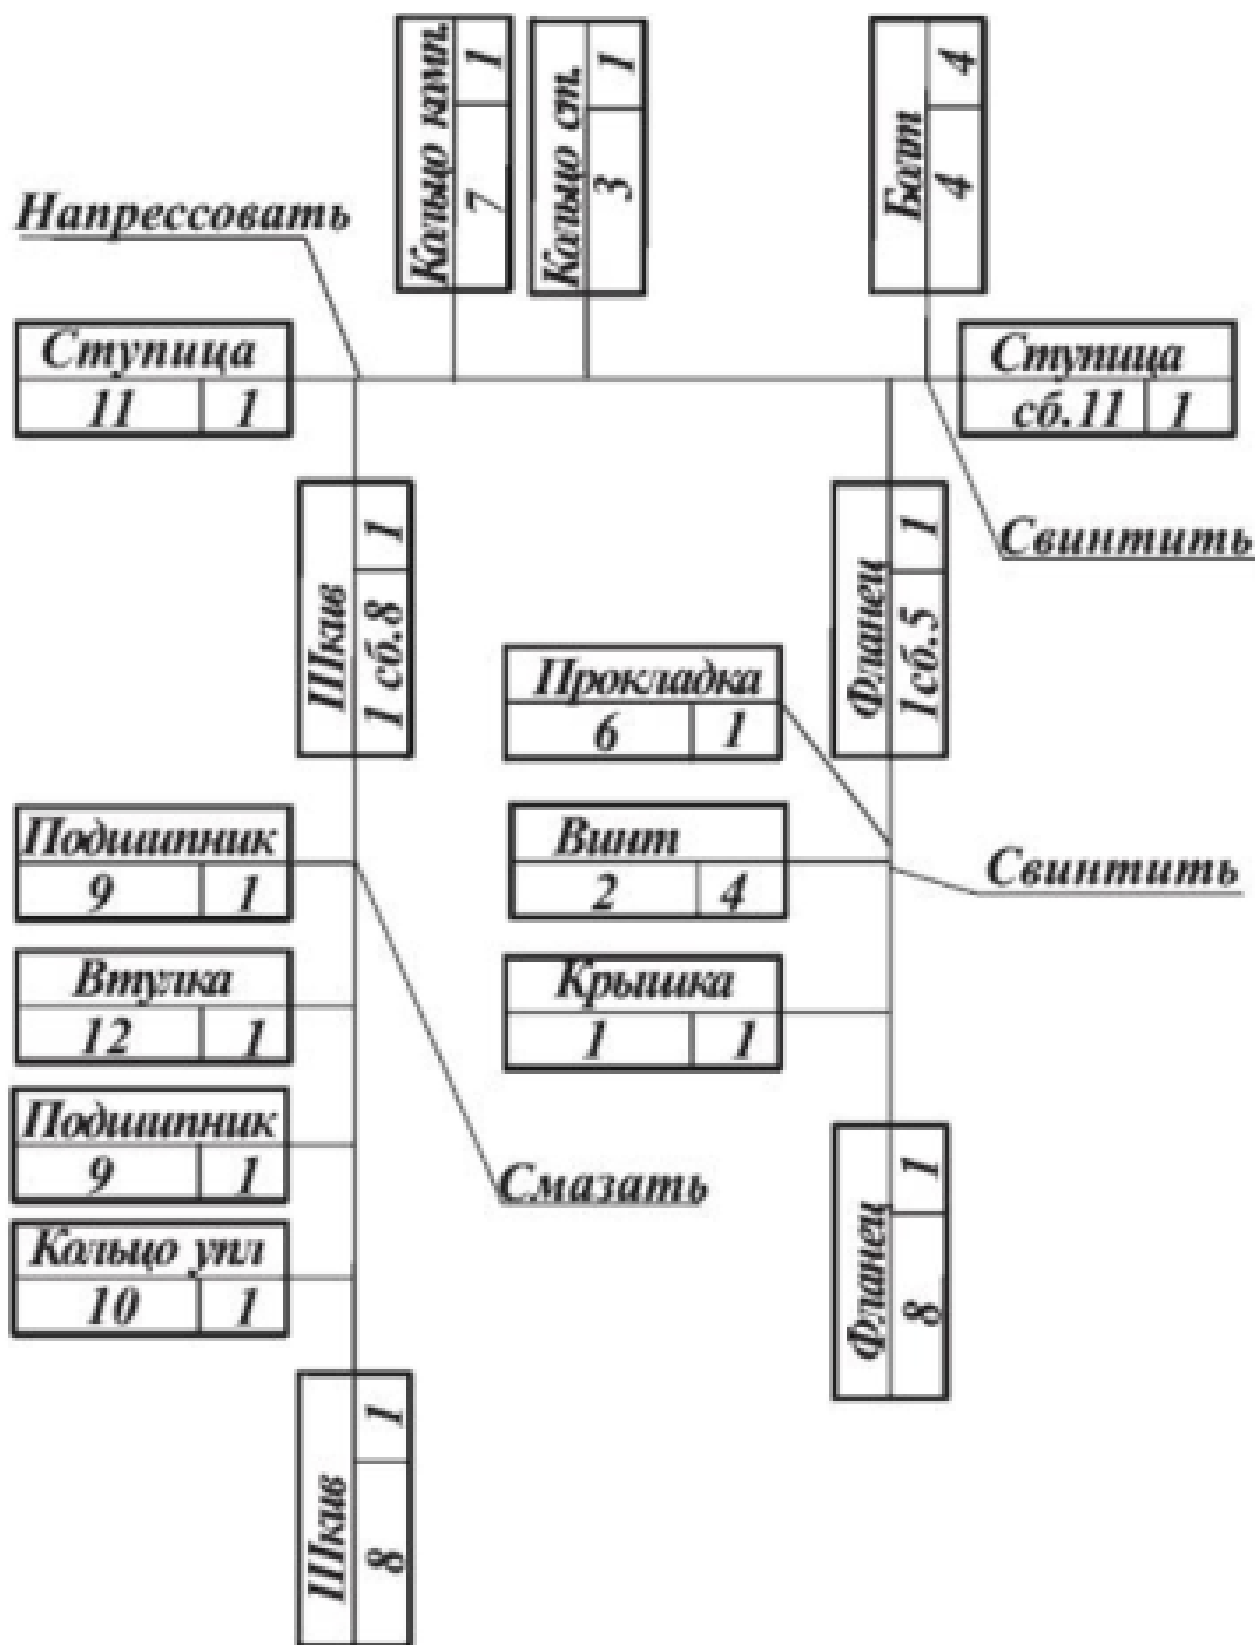 Кольцо комп.
7 1
Кольцо ст.
3 1
Болт
4 4
Напрессовать
Ступица
11 1
Ступица
сб.11 1
Шкив
1 сб.8 1
Фланец
1сб.5 1
Свинтить
Прокладка
6 1
Подшипник
9 1
Винт
2 4
Свинтить
Втулка
12 1
Крышка
1 1
Подшипник
9 1
Смазать
Кольцо упл
10 1
Фланец
8 1
Шкив
8 1